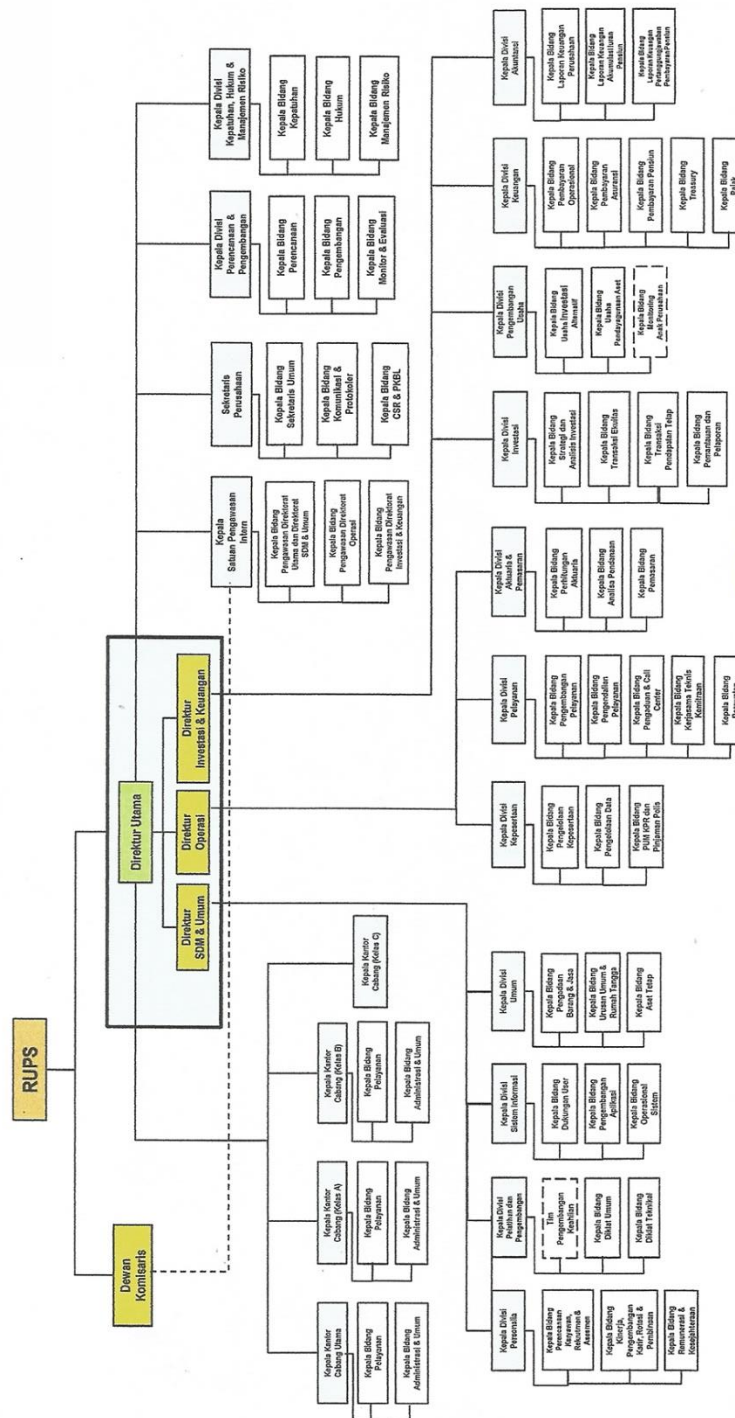 RUPS
Dewan
Komisaris
Direktur Utama
Direktur
SDM & Umum
Direktur
Operasi
Direktur
Investasi & Keuangan
Kepala
Satuan Pengawasan
Intern
Kepala Bidang
Pengawasan Direktorat
Utama dan Direktorat
SDM & Umum
Kepala Bidang
Pengawasan Direktorat
Operasi
Kepala Bidang
Pengawasan Direktorat
Investasi & Keuangan
Sekretaris
Perusahaan
Kepala Bidang
Sekretaris Umum
Kepala Bidang
Komunikasi &
Protokoler
Kepala Bidang
CSR & PKBL
Kepala Divisi
Perencanaan &
Pengembangan
Kepala Bidang
Perencanaan
Kepala Bidang
Pengembangan
Kepala Bidang
Monitor & Evaluasi
Kepala Divisi
Kepatuhan, Hukum &
Manajemen Risiko
Kepala Bidang
Kepatuhan
Kepala Bidang
Hukum
Kepala Bidang
Manajemen Risiko
Kepala Kantor
Cabang Utama
Kepala Bidang
Pelayanan
Kepala Bidang
Administrasi & Umum
Kepala Kantor
Cabang (Kelas A)
Kepala Bidang
Pelayanan
Kepala Bidang
Administrasi & Umum
Kepala Kantor
Cabang (Kelas B)
Kepala Bidang
Pelayanan
Kepala Bidang
Administrasi & Umum
Kepala Kantor
Cabang (Kelas C)
Kepala Divisi
Personalia
Kepala Bidang
Perencanaan
Karyawan,
Rekrutmen &
Asesmen
Kepala Bidang
Kinerja,
Pengembangan
Karir, Rotasi &
Pembinaan
Kepala Bidang
Remunerasi &
Kesejahteraan
Kepala Divisi
Pelatihan dan
Pengembangan
Tim
Pengembangan
Keahlian
Kepala Bidang
Diklat Umum
Kepala Bidang
Diklat Teknikal
Kepala Divisi
Sistem Informasi
Kepala Bidang
Dukungan User
Kepala Bidang
Pengembangan
Aplikasi
Kepala Bidang
Operasional
Sistem
Kepala Divisi
Umum
Kepala Bidang
Pengadaan
Barang & Jasa
Kepala Bidang
Urusan Umum &
Rumah Tangga
Kepala Bidang
Aset Tetap
Kepala Divisi
Kepesertaan
Kepala Bidang
Pengelolaan
Kepesertaan
Kepala Bidang
Pengelolaan Data
Kepala Bidang
PUM KPR dan
Pinjaman Polis
Kepala Divisi
Pelayanan
Kepala Bidang
Pengembangan
Pelayanan
Kepala Bidang
Pengendalian
Pelayanan
Kepala Bidang
Pengaduan & Call
Center
Kepala Bidang
Kerjasama Teknis
Kemitraan
Kepala Bidang
Kepala Divisi
Aktuaria &
Pemasaran
Kepala Bidang
Perhitungan
Aktuaria
Kepala Bidang
Analisa Pendanaan
Kepala Bidang
Pemasaran
Kepala Divisi
Investasi
Kepala Bidang
Strategi dan
Analisis Investasi
Kepala Bidang
Transaksi Ekuitas
Kepala Bidang
Transaksi
Pendapatan Tetap
Kepala Bidang
Pemantauan dan
Pelaporan
Kepala Divisi
Pengembangan
Usaha
Kepala Bidang
Usaha Investasi
Alternatif
Kepala Bidang
Usaha
Pendayagunaan Aset
Kepala Bidang
Monitoring
Anak Perusahaan
Kepala Divisi
Keuangan
Kepala Bidang
Pembayaran
Operasional
Kepala Bidang
Pembayaran
Asuransi
Kepala Bidang
Pembayaran Pensiun
Kepala Bidang
Treasury
Kepala Bidang
Pajak
Kepala Divisi
Akuntansi
Kepala Bidang
Laporan Keuangan
Perusahaan
Kepala Bidang
Laporan Keuangan
Akumulasi Iuran
Pensiun
Kepala Bidang
Laporan Keuangan
Pertanggungjawaban
Pembayaran Pensiun